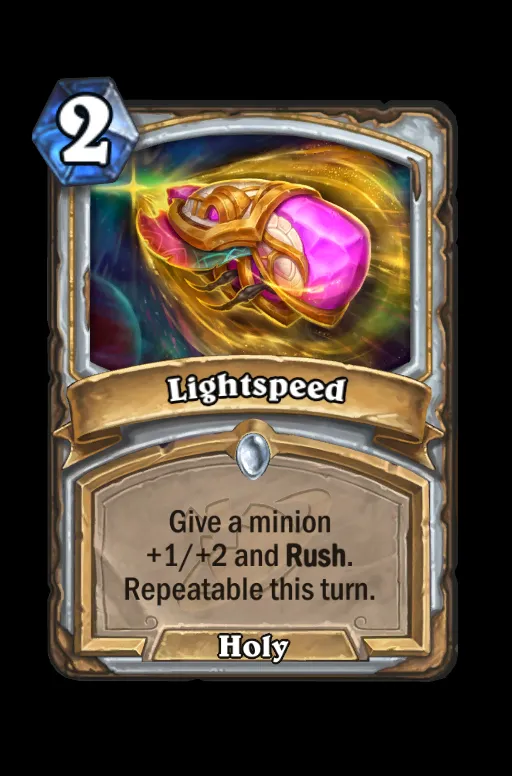 2
Lightspeed
Give a minion
+1/+2 and Rush.
Repeatable this turn.
Holy